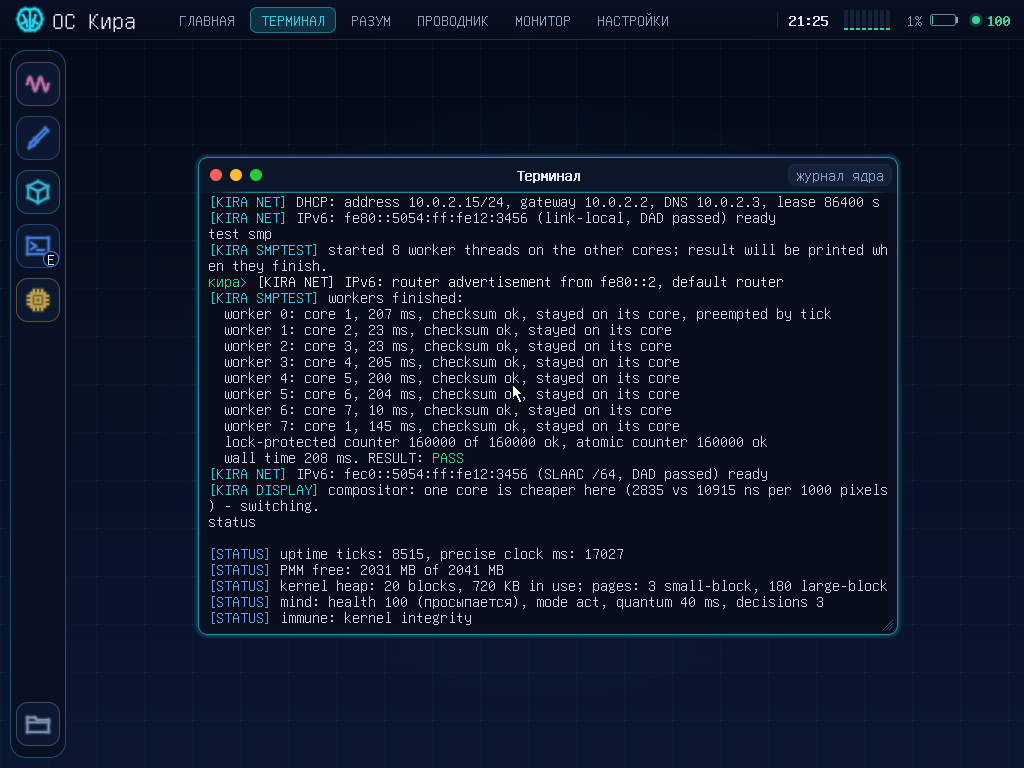 ОС Кира
ГЛАВНАЯ
ТЕРМИНАЛ
РАЗУМ
ПРОВОДНИК
МОНИТОР
НАСТРОЙКИ
21:25
1%
100
E
Терминал
журнал ядра
[KIRA NET] DHCP: address 10.0.2.15/24, gateway 10.0.2.2, DNS 10.0.2.3, lease 86400 s
[KIRA NET] IPv6: fe80::5054:ff:fe12:3456 (link-local, DAD passed) ready
test smp
[KIRA SMPTEST] started 8 worker threads on the other cores; result will be printed wh
en they finish.
кира> [KIRA NET] IPv6: router advertisement from fe80::2, default router
[KIRA SMPTEST] workers finished:
worker 0: core 1, 207 ms, checksum ok, stayed on its core, preempted by tick
worker 1: core 2, 23 ms, checksum ok, stayed on its core
worker 2: core 3, 23 ms, checksum ok, stayed on its core
worker 3: core 4, 205 ms, checksum ok, stayed on its core
worker 4: core 5, 200 ms, checksum ok, stayed on its core
worker 5: core 6, 204 ms, checksum ok, stayed on its core
worker 6: core 7, 10 ms, checksum ok, stayed on its core
worker 7: core 1, 145 ms, checksum ok, stayed on its core
lock-protected counter 160000 of 160000 ok, atomic counter 160000 ok
wall time 208 ms. RESULT: PASS
[KIRA NET] IPv6: fec0::5054:ff:fe12:3456 (SLAAC /64, DAD passed) ready
[KIRA DISPLAY] compositor: one core is cheaper here (2835 vs 10915 ns per 1000 pixels
) - switching.
status
[STATUS] uptime ticks: 8515, precise clock ms: 17027
[STATUS] PMM free: 2031 MB of 2041 MB
[STATUS] kernel heap: 20 blocks, 720 KB in use; pages: 3 small-block, 180 large-block
[STATUS] mind: health 100 (просыпается), mode act, quantum 40 ms, decisions 3
[STATUS] immune: kernel integrity